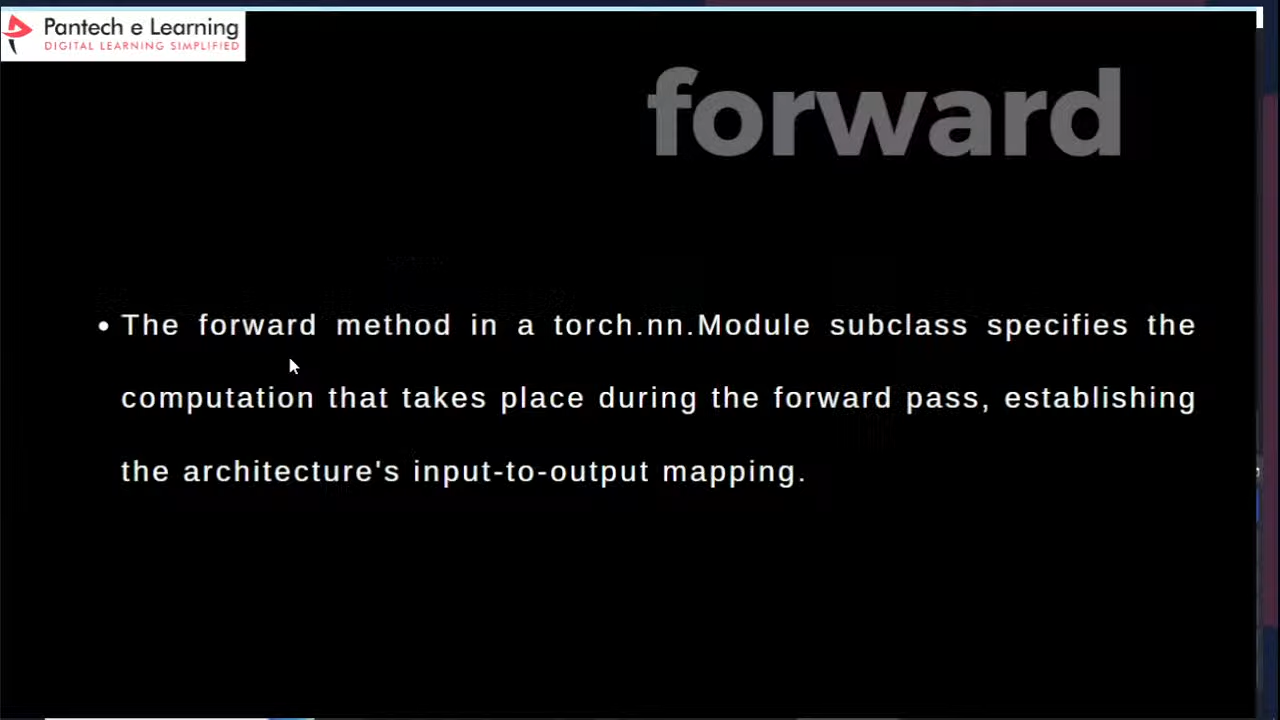 Pantech e Learning
DIGITAL LEARNING SIMPLIFIED
forward
• The forward method in a torch.nn.Module subclass specifies the
computation that takes place during the forward pass, establishing
the architecture's input-to-output mapping.